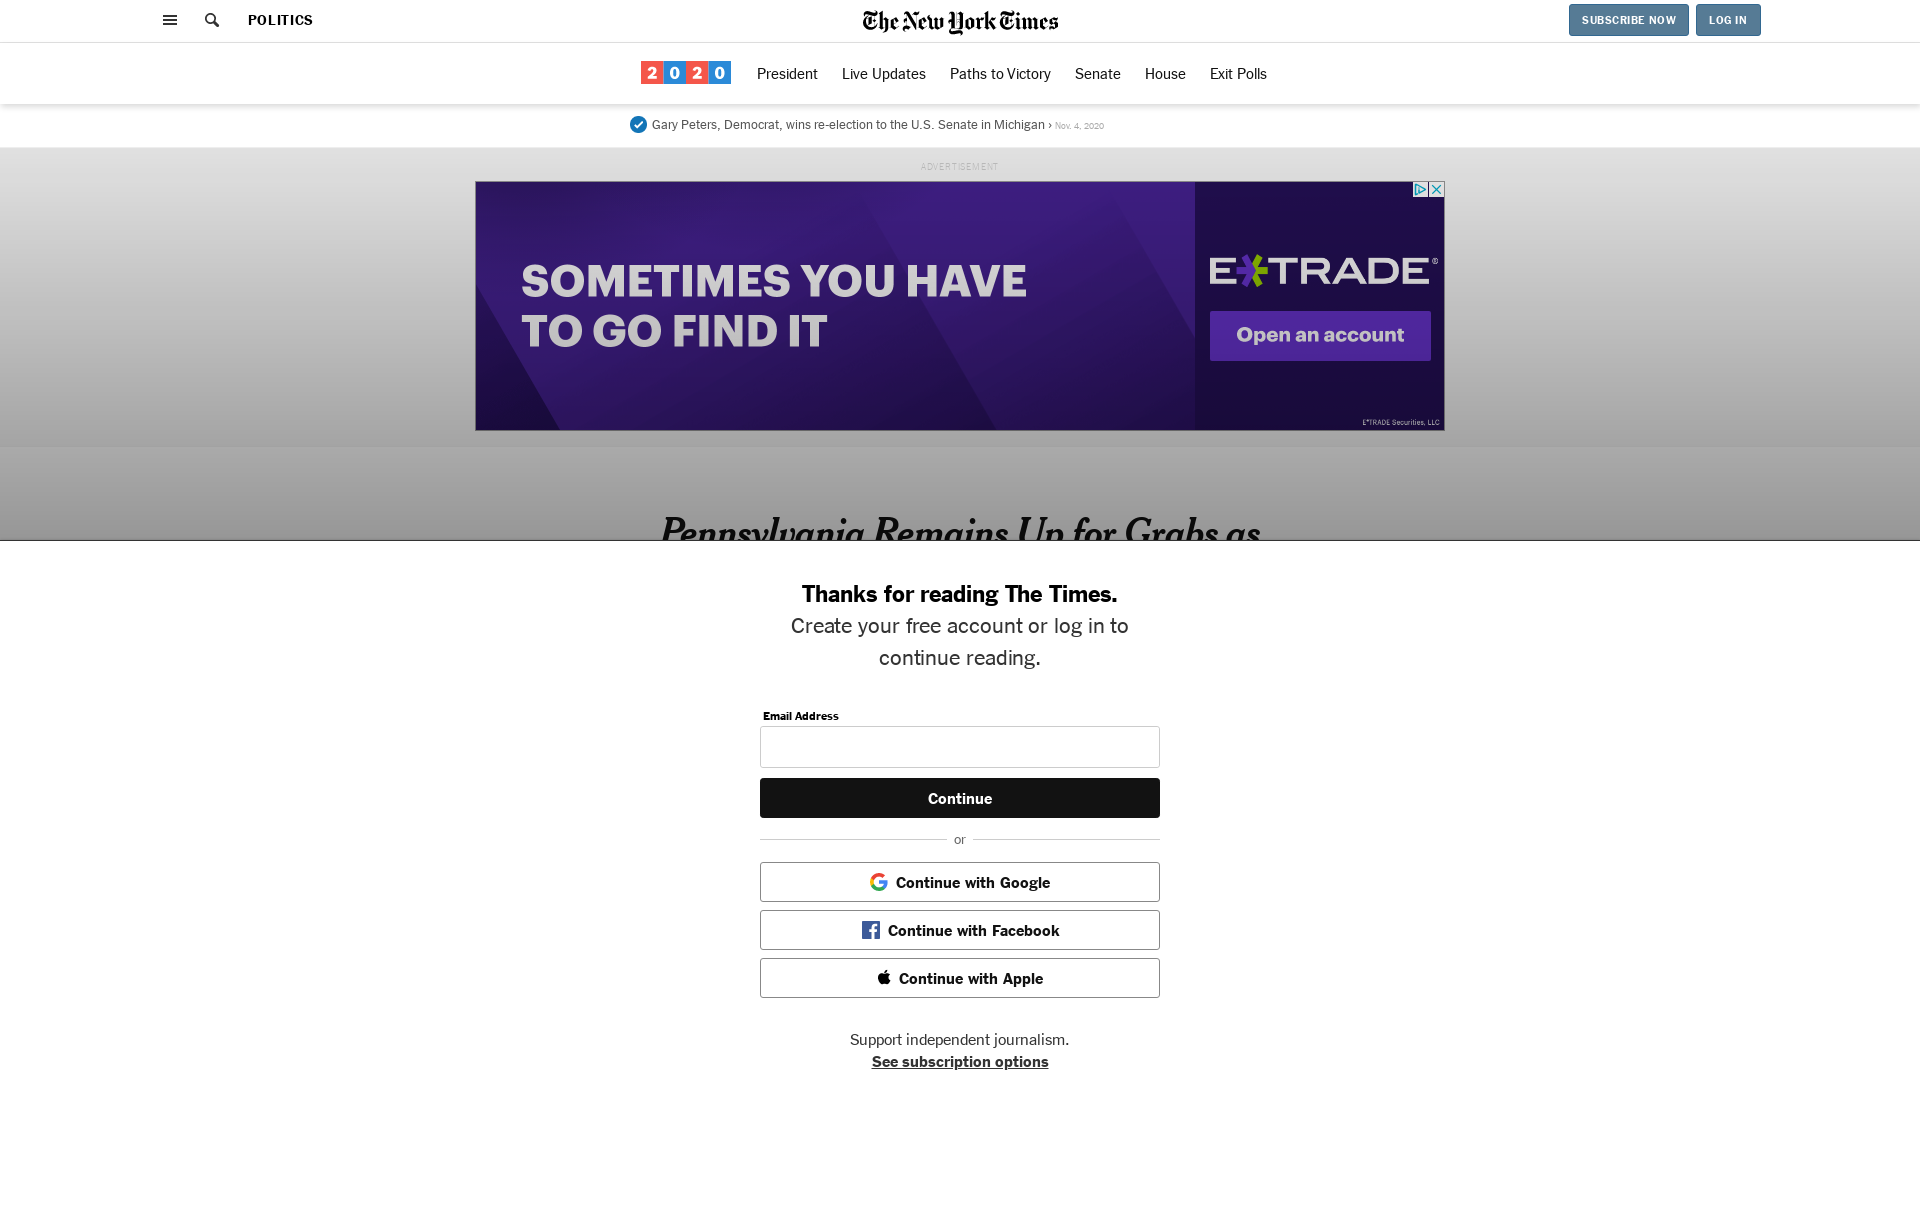 POLITICS
The New York Times
SUBSCRIBE NOW
LOG IN
2020
President
Live Updates
Paths to Victory
Senate
House
Exit Polls
Gary Peters, Democrat, wins re-election to the U.S. Senate in Michigan › Nov. 4, 2020
ADVERTISEMENT
SOMETIMES YOU HAVE
TO GO FIND IT
E*TRADE®
Open an account
E*TRADE Securities, LLC
Pennsylvania Remains Up for Grabs as
Thanks for reading The Times.
Create your free account or log in to
continue reading.
Email Address
Continue
or
Continue with Google
Continue with Facebook
Continue with Apple
Support independent journalism.
See subscription options